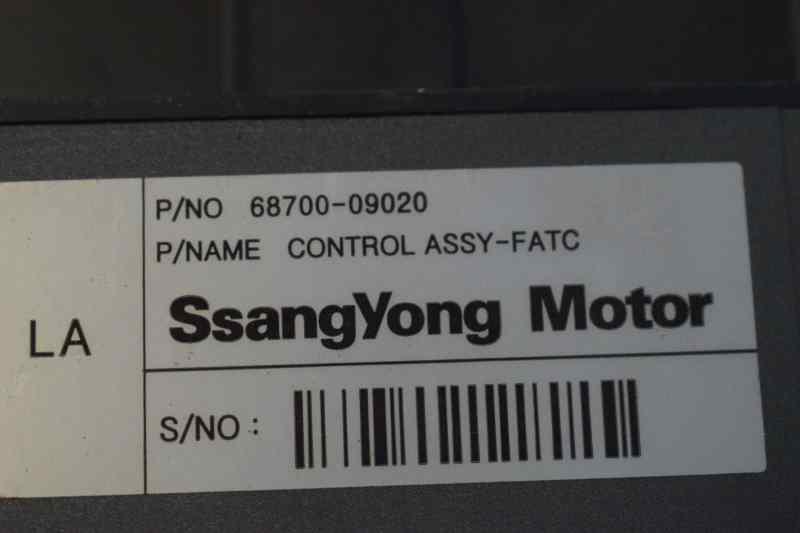 LA
P/NO 68700-09020
P/NAME CONTROL ASSY-FATC
SsangYong Motor
S/NO :